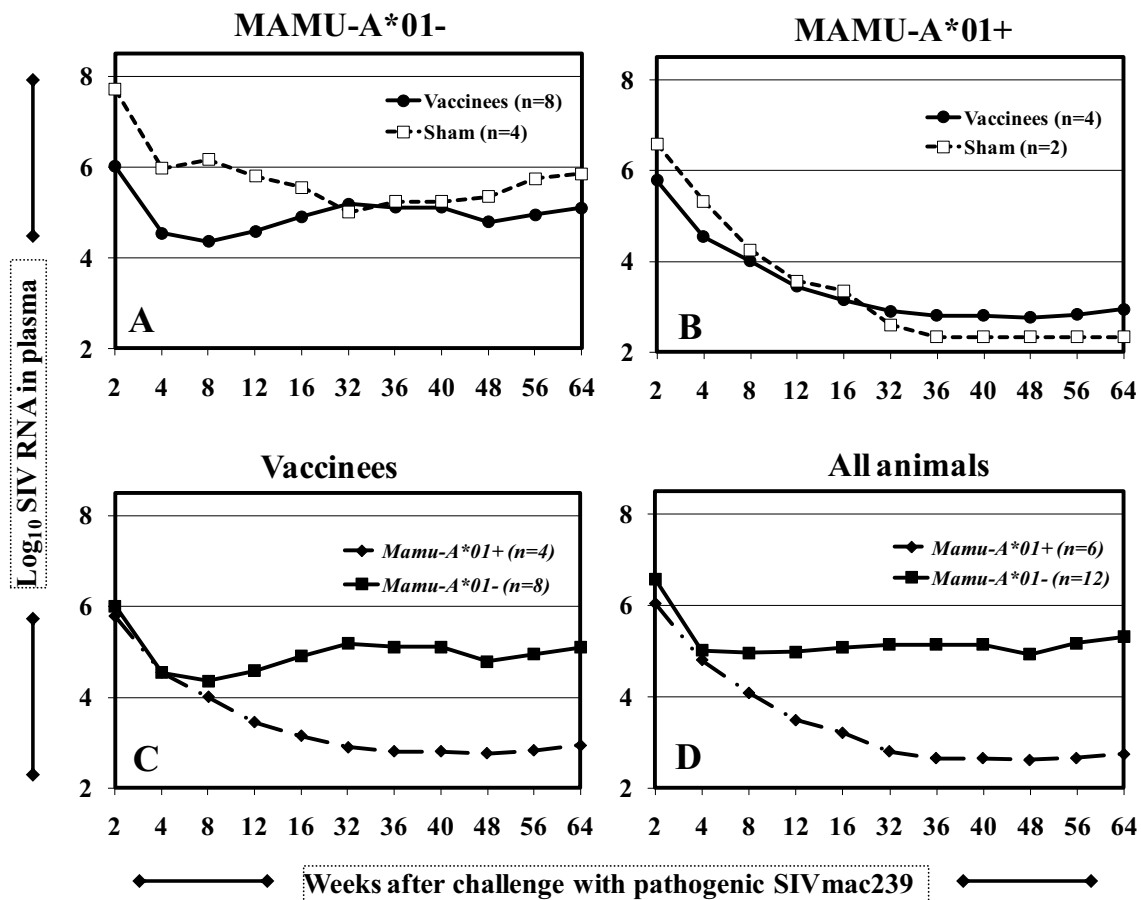 MAMU-A*01-
8
6
4
2
Vaccinees (n=8)
Sham (n=4)
A
2 4 8 12 16 32 36 40 48 56 64
MAMU-A*01+
8
6
4
2
Vaccinees (n=4)
Sham (n=2)
B
2 4 8 12 16 32 36 40 48 56 64
Log10 SIV RNA in plasma
Vaccinees
8
6
4
2
Mamu-A*01+ (n=4)
Mamu-A*01- (n=8)
C
2 4 8 12 16 32 36 40 48 56 64
All animals
8
6
4
2
Mamu-A*01+ (n=6)
Mamu-A*01- (n=12)
D
2 4 8 12 16 32 36 40 48 56 64
Weeks after challenge with pathogenic SIVmac239